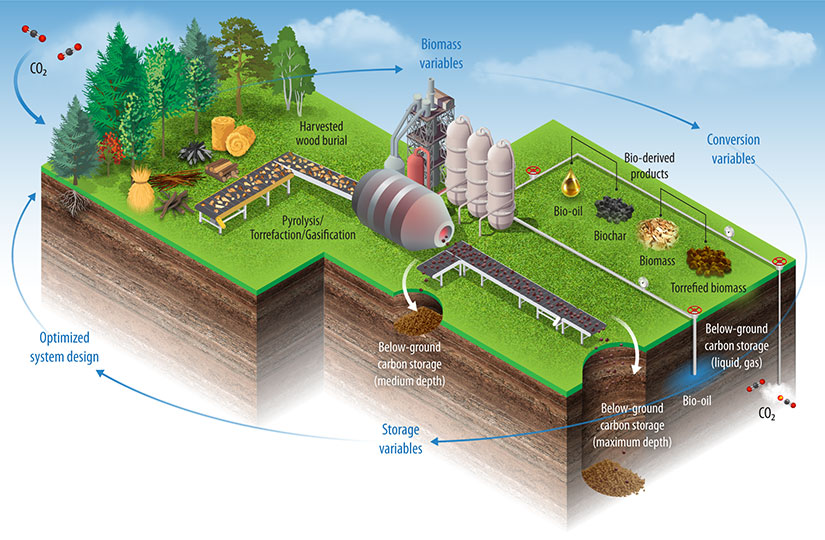 CO₂
Biomass
variables
Harvested
wood burial
Conversion
variables
Bio-derived
products
Bio-oil
Biochar
Biomass
Torrefied biomass
Pyrolysis/
Torrefaction/Gasification
Optimized
system design
Below-ground
carbon storage
(medium depth)
Below-ground
carbon storage
(liquid, gas)
Bio-oil
CO₂
Below-ground
carbon storage
(maximum depth)
Storage
variables